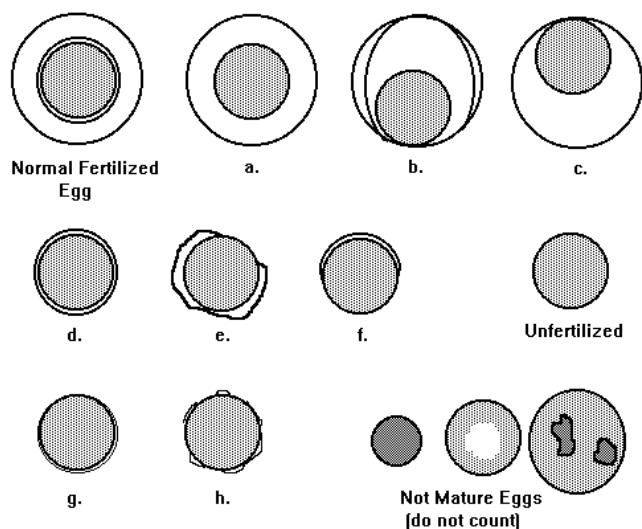 Normal Fertilized
Egg
a.
b.
c.
d.
e.
f.
Unfertilized
g.
h.
Not Mature Eggs
(do not count)